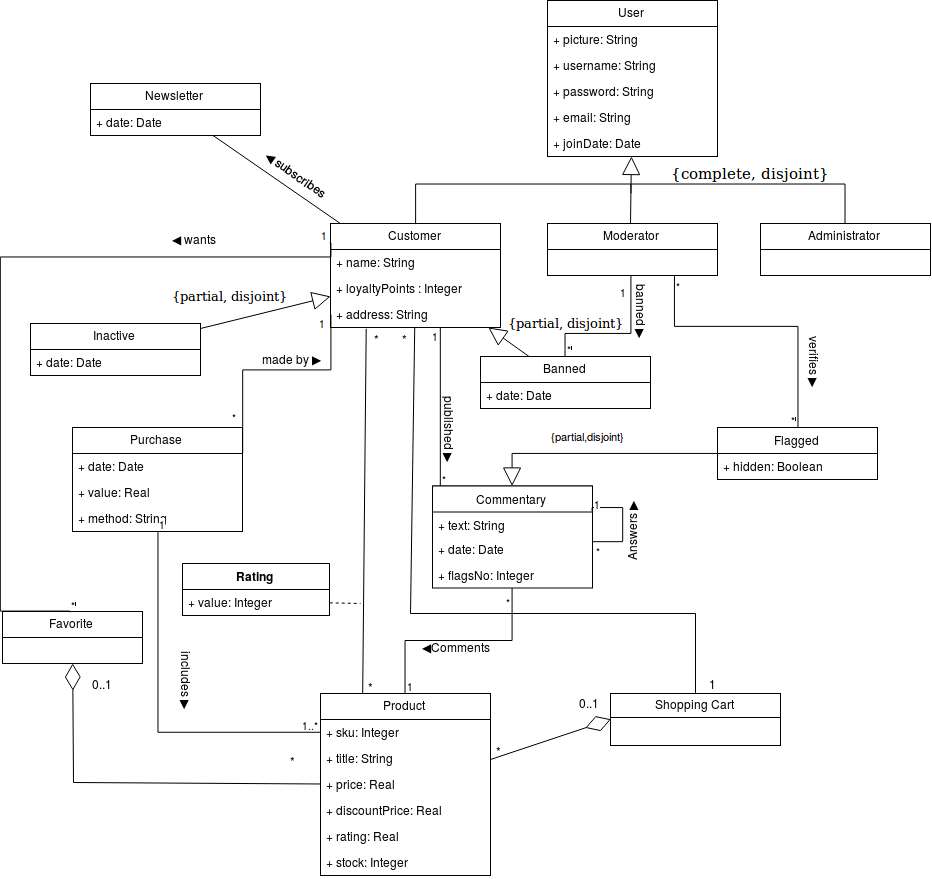 User
+ picture: String
+ username: String
+ password: String
+ email: String
+ joinDate: Date
Newsletter
+ date: Date
◀subscribes
{complete, disjoint}
Customer
+ name: String
+ loyaltyPoints : Integer
+ address: String
Moderator
Administrator
1
◀ wants
{partial, disjoint}
Inactive
+ date: Date
1
made by ▶
*
*
1
{partial, disjoint}
1
banned▶
*
*
verifies ▶
Banned
+ date: Date
published▶
{partial,disjoint}
*
Purchase
+ date: Date
+ value: Real
+ method: String
1
*
Flagged
+ hidden: Boolean
*
Commentary
+ text: String
+ date: Date
+ flagsNo: Integer
1
*
Answers ▶
Rating
+ value: Integer
*
*
Favorite
0..1
includes▶
◀Comments
*
1
1
0..1
Product
+ sku: Integer
+ title: String
+ price: Real
+ discountPrice: Real
+ rating: Real
+ stock: Integer
1..*
*
*
Shopping Cart